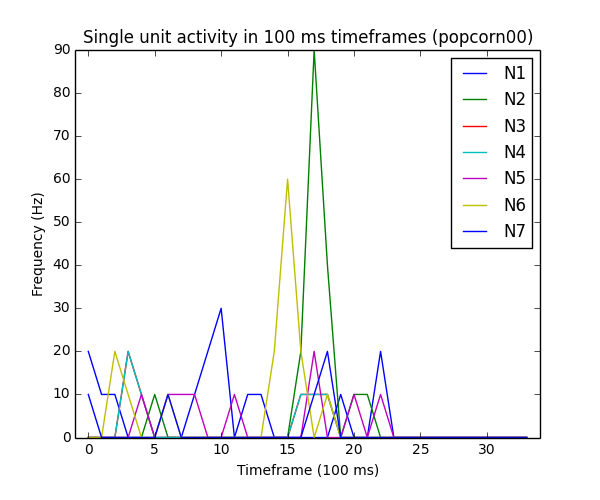 Single unit activity in 100 ms timeframes (popcorn00)
90
80
70
60
50
40
30
20
10
0
Frequency (Hz)
N1
N2
N3
N4
N5
N6
N7
0 5 10 15 20 25 30
Timeframe (100 ms)